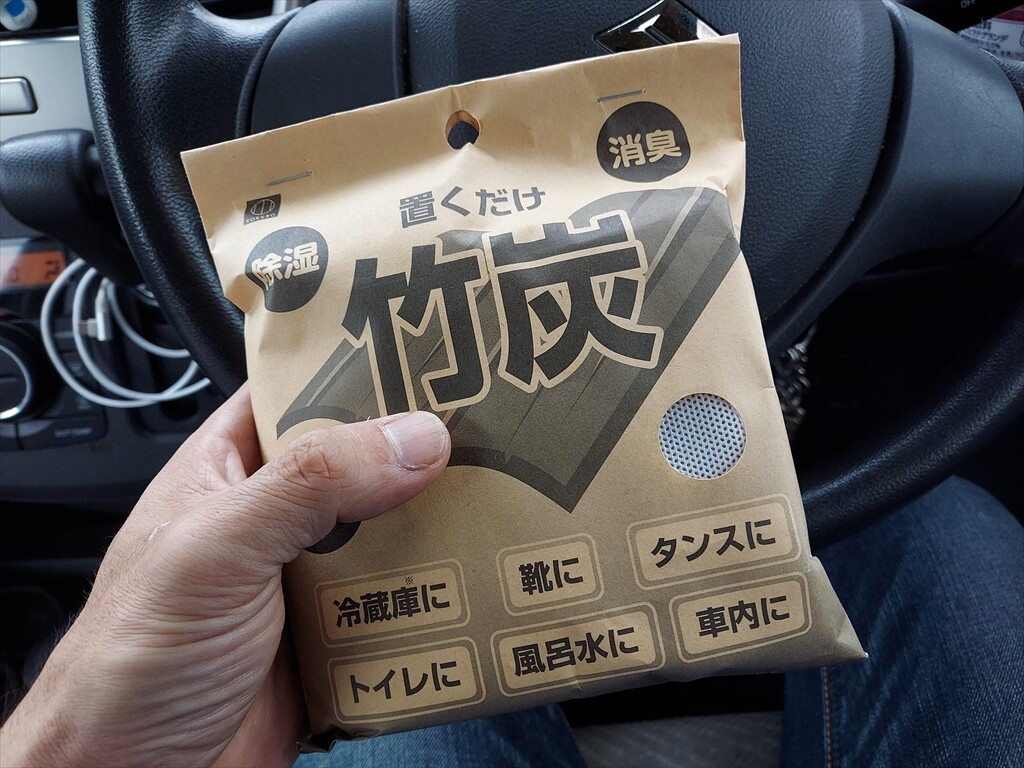 消臭
置くだけ
除湿
竹炭
冷蔵庫※に
靴に
タンスに
トイレに
風呂水に
車内に